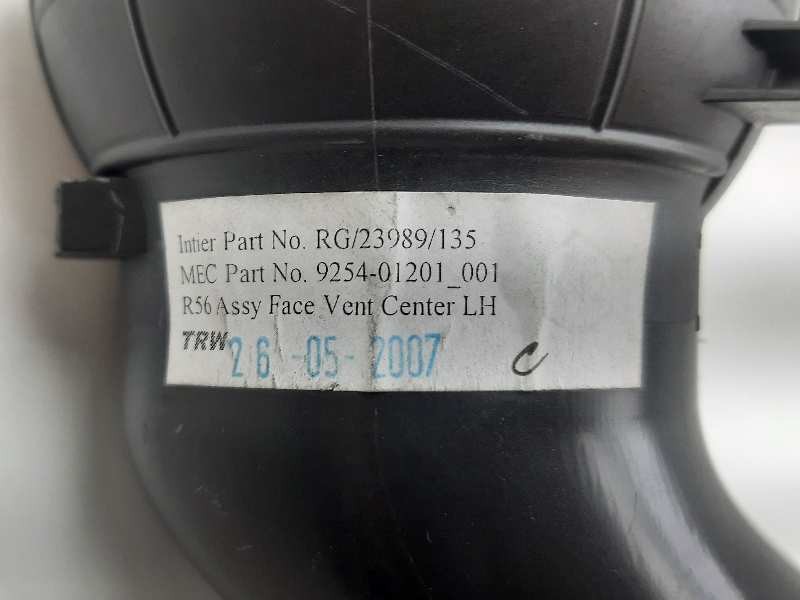 Intier Part No. RG/23989/135
MEC Part No. 9254-01201_001
R56 Assy Face Vent Center LH
TRW 26-05-2007 C